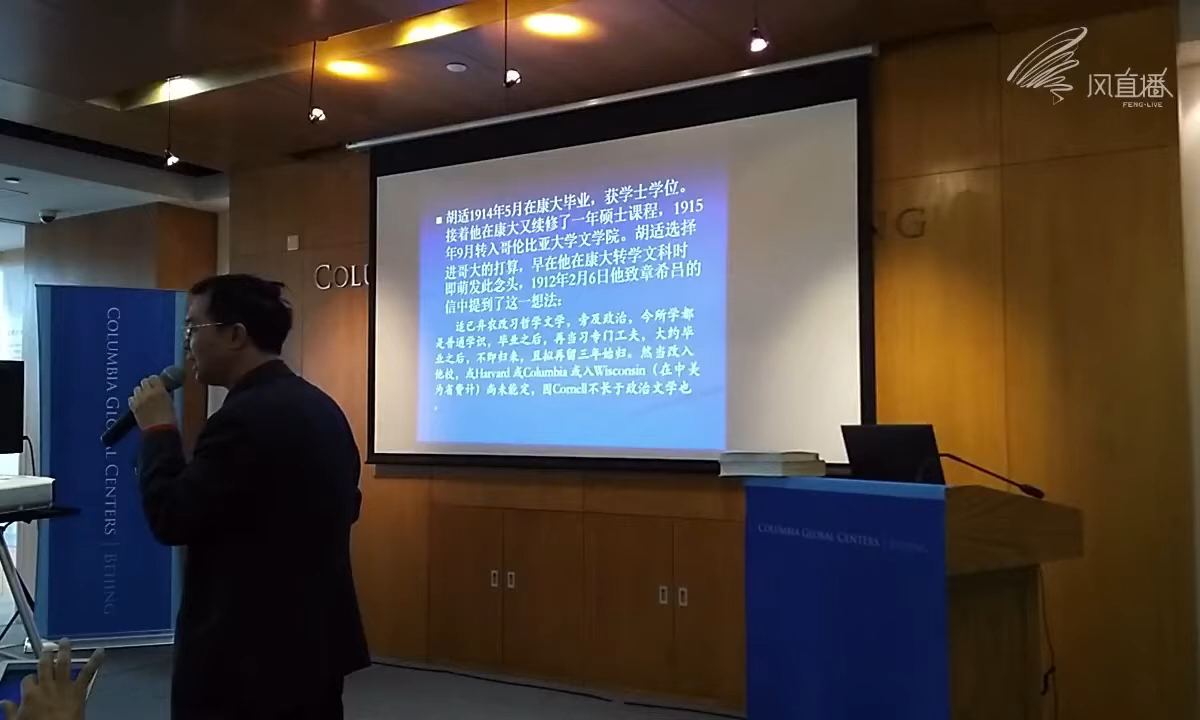 风直播
FENG-LIVE
胡适1914年5月在康大毕业，获学士学位。
接着他在康大又续修了一年硕士课程，1915
年9月转入哥伦比亚大学文学院。胡适选择
进哥大的打算，早在他在康大转学文科时
即萌发此念头，1912年2月6日他致章希吕的
信中提到了这一想法：
适已弃农改习哲学文学，旁及政治，今所学都
是普通学识，毕业之后，再当习专门工夫，大约毕
业之后，不即归来，且拟再留三年始归。然当改入
他校，或Harvard 或Columbia 或入Wisconsin（在中美
为省费计）尚未能定，因Cornell不长于政治文学也
COLU
NG
COLUMBIA GLOBAL CENTERS | BEIJING
COLUMBIA GLOBAL CENTERS | BEIJING